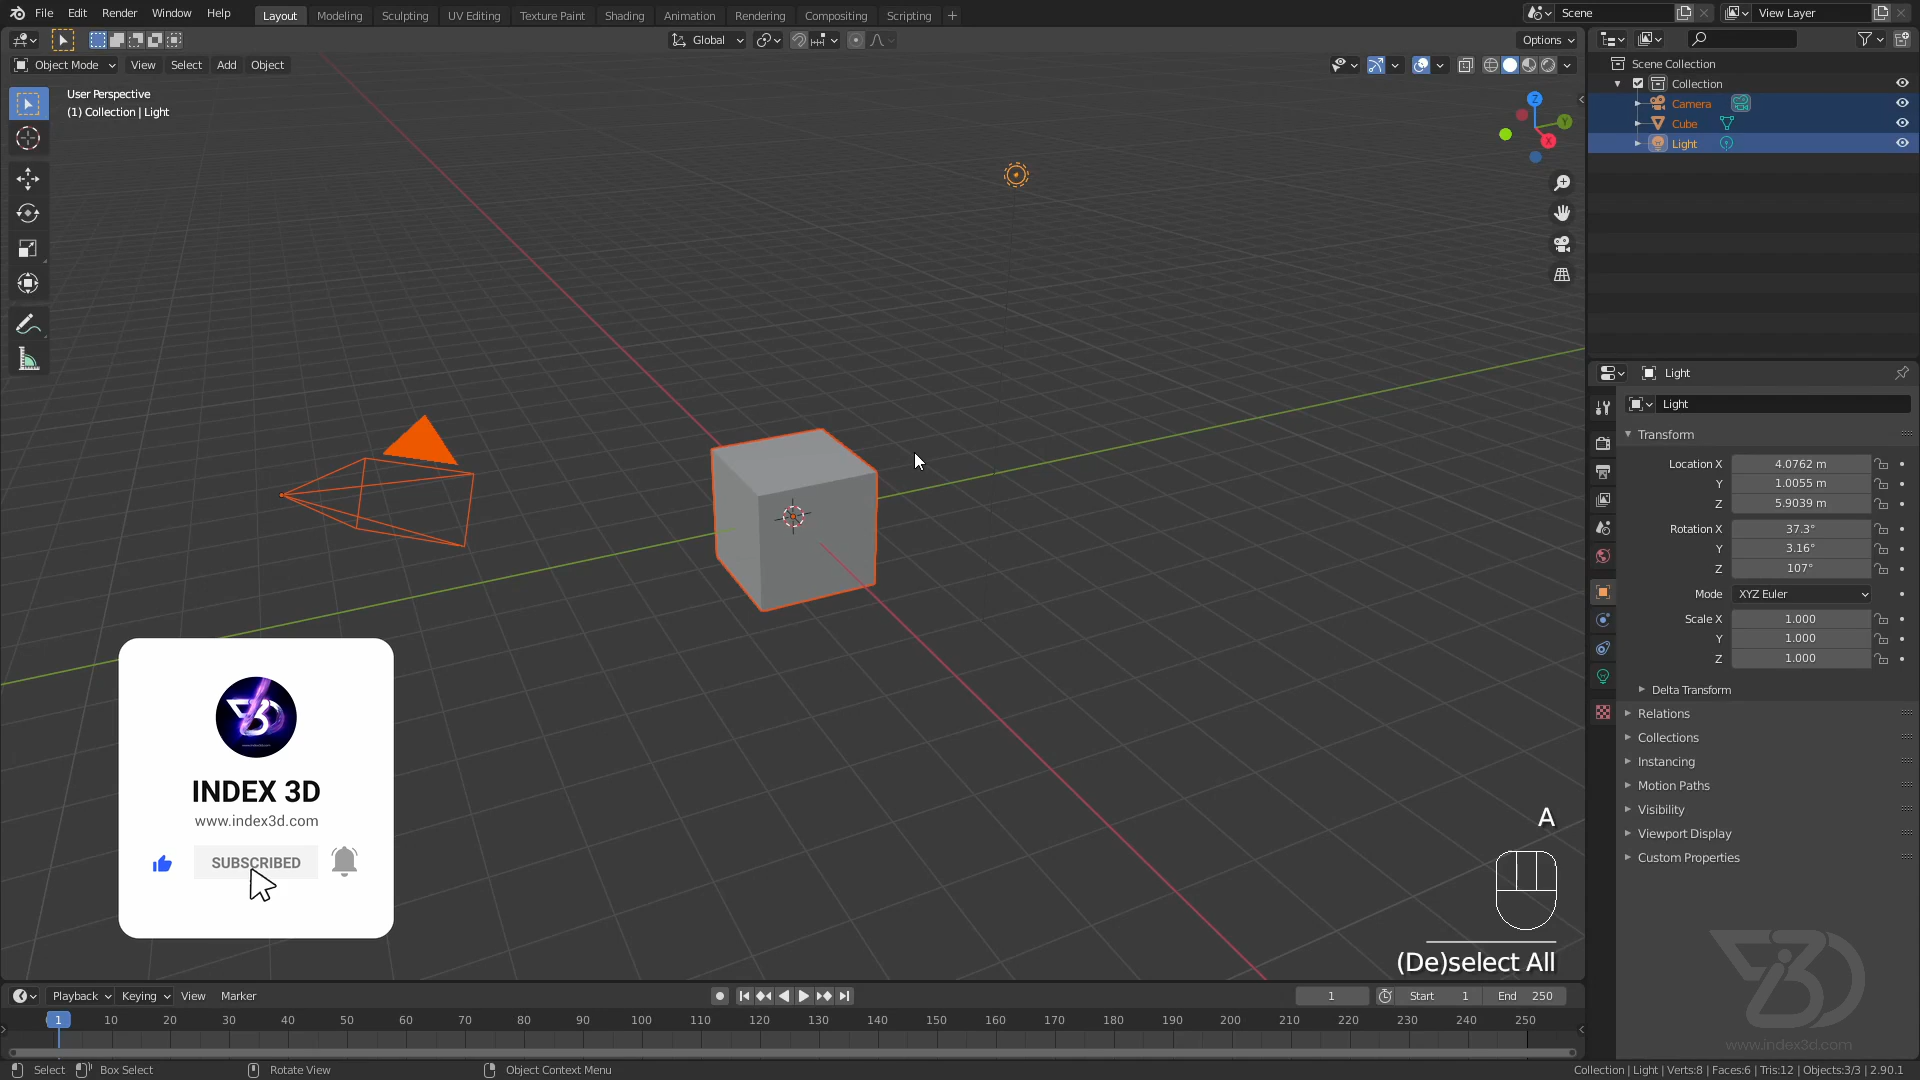 File Edit Render Window Help Layout Modeling Sculpting UV Editing Texture Paint Shading Animation Rendering Compositing Scripting + Scene View Layer
Global Options
Object Mode View Select Add Object
User Perspective
(1) Collection | Light
Z
Y
X
Scene Collection
Collection
Camera
Cube
Light
Light
Light
Transform
Location X 4.0762 m
Y 1.0055 m
Z 5.9039 m
Rotation X 37.3°
Y 3.16°
Z 107°
Mode XYZ Euler
Scale X 1.000
Y 1.000
Z 1.000
Delta Transform
Relations
Collections
Instancing
Motion Paths
Visibility
Viewport Display
Custom Properties
INDEX 3D
www.index3d.com
SUBSCRIBED
A
(De)select All
www.index3d.com
Playback Keying View Marker 1 Start 1 End 250
1 10 20 30 40 50 60 70 80 90 100 110 120 130 140 150 160 170 180 190 200 210 220 230 240 250
Select Box Select Rotate View Object Context Menu Collection | Light | Verts:8 | Faces:6 | Tris:12 | Objects:3/3 | 2.90.1